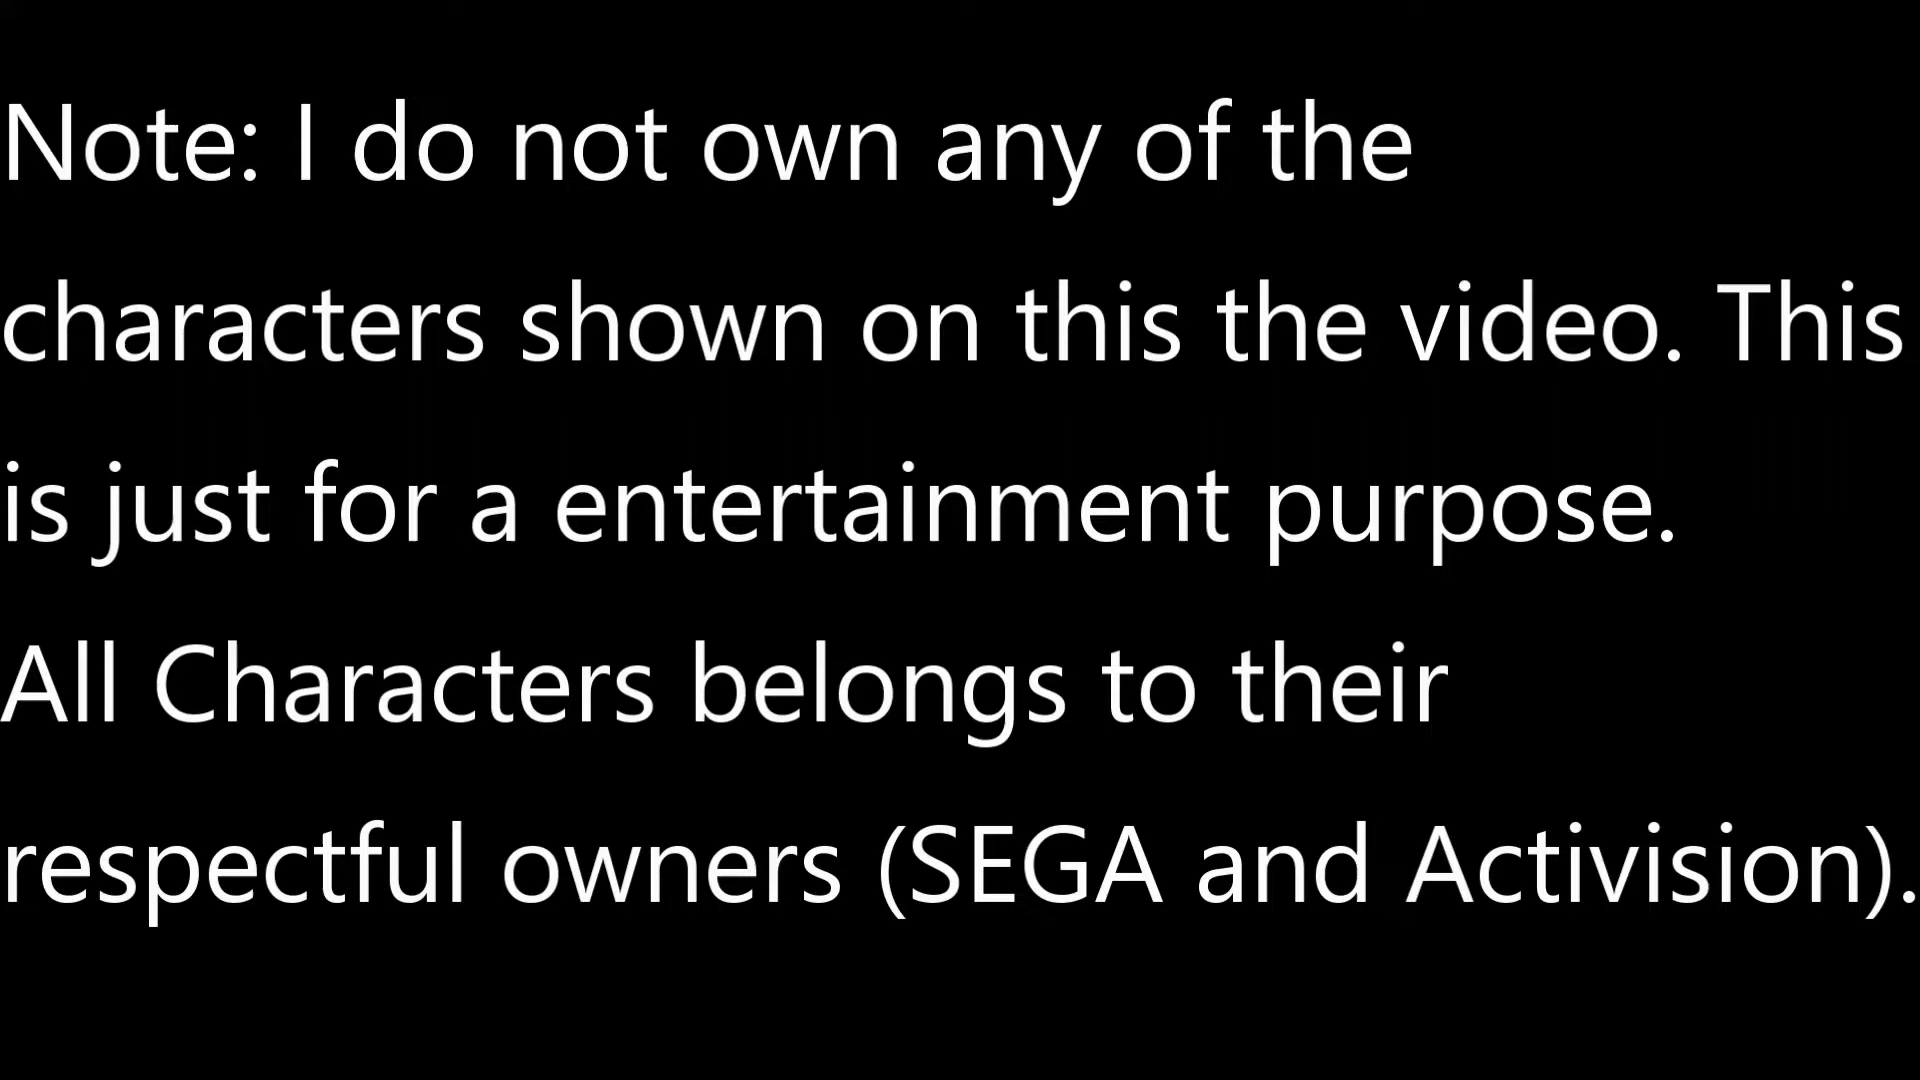 Note: I do not own any of the
characters shown on this the video. This
is just for a entertainment purpose.
All Characters belongs to their
respectful owners (SEGA and Activision).